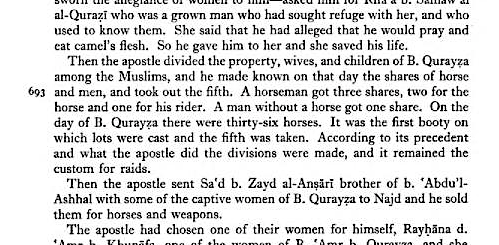 sworn the allegiance of women to him—asked him for Rifā'a b. Samaw'al
al-Quraẓī who was a grown man who had sought refuge with her, and who
used to know them. She said that he had alleged that he would pray and
eat camel's flesh. So he gave him to her and she saved his life.
Then the apostle divided the property, wives, and children of B. Qurayẓa
among the Muslims, and he made known on that day the shares of horse
693 and men, and took out the fifth. A horseman got three shares, two for the
horse and one for his rider. A man without a horse got one share. On the
day of B. Qurayẓa there were thirty-six horses. It was the first booty on
which lots were cast and the fifth was taken. According to its precedent
and what the apostle did the divisions were made, and it remained the
custom for raids.
Then the apostle sent Sa'd b. Zayd al-Anṣārī brother of b. 'Abdu'l-
Ashhal with some of the captive women of B. Qurayẓa to Najd and he sold
them for horses and weapons.
The apostle had chosen one of their women for himself, Rayḥāna d.
'Amr b. Khunāfa, one of the women of B. 'Amr b. Qurayẓa, and she